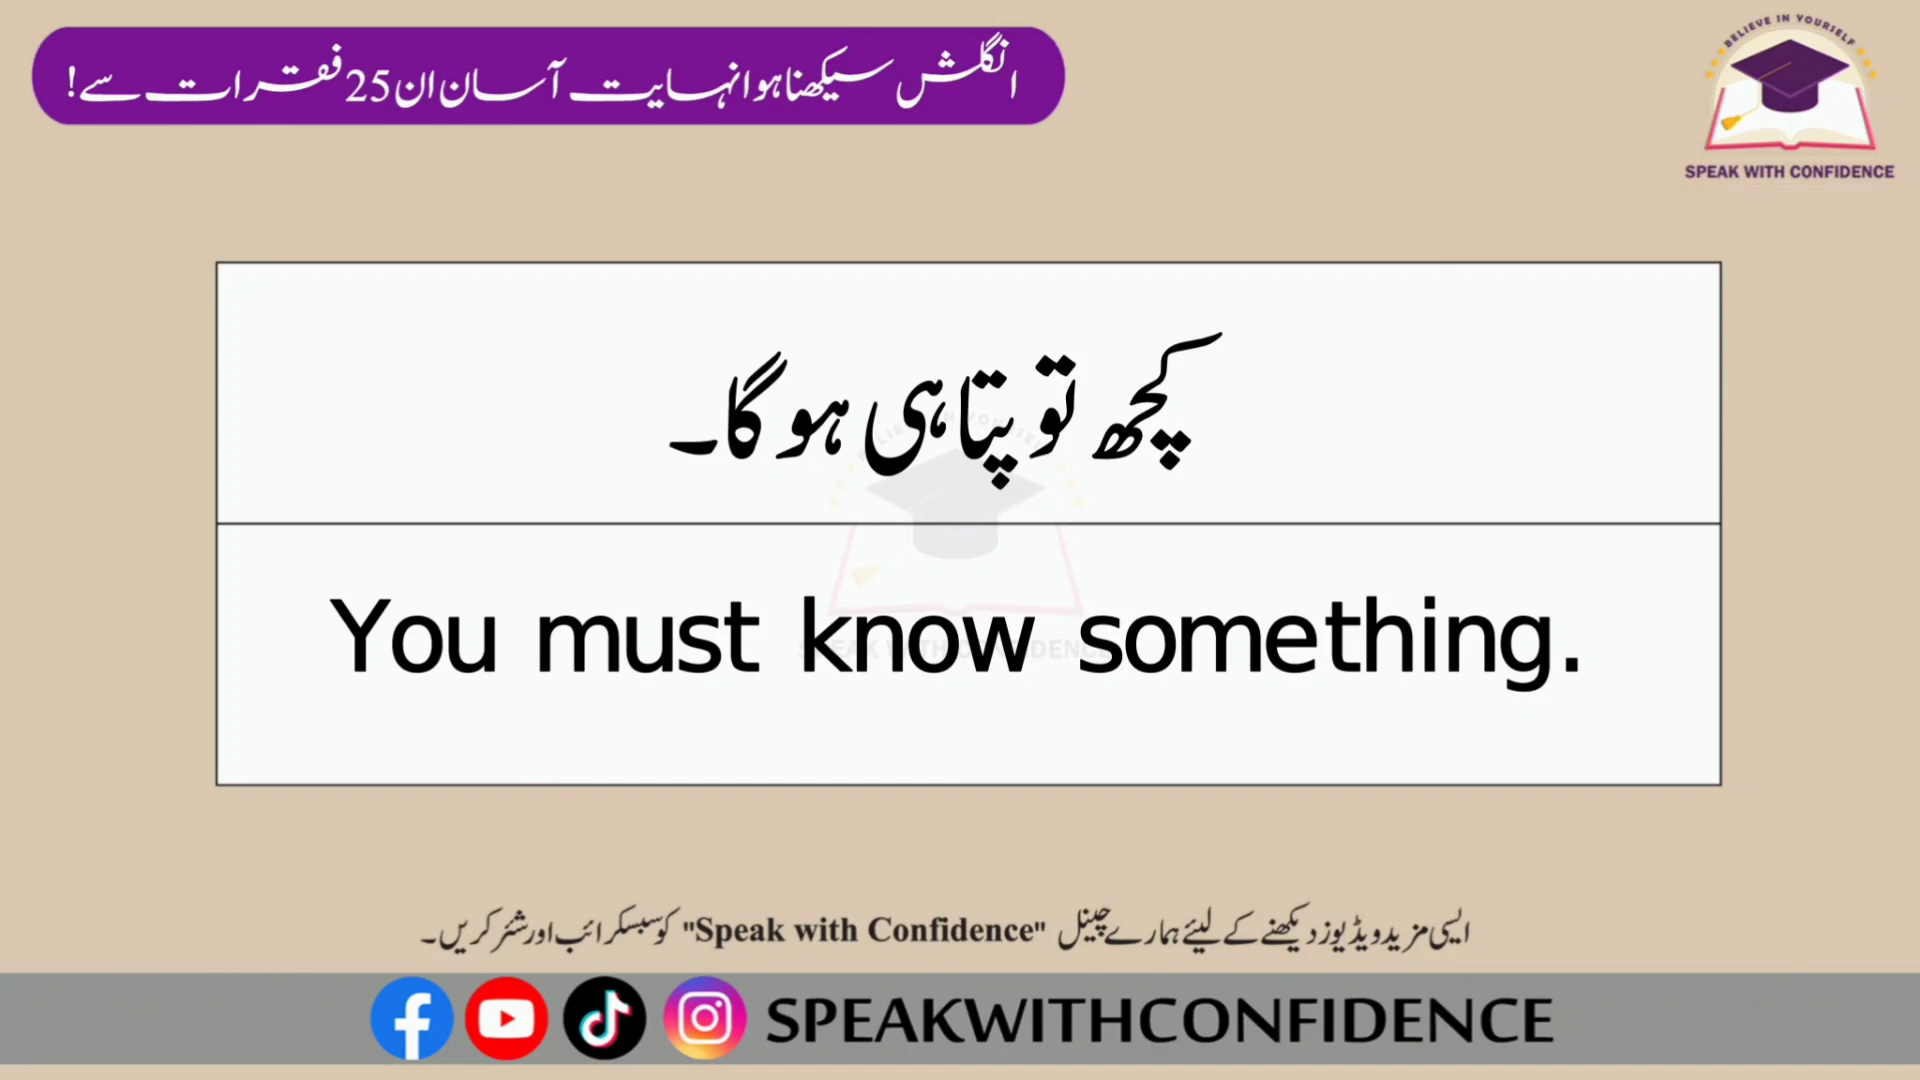 انگلش سیکھنا ہوا نہایت آسان ان 25 فقرات سے!
BELIEVE IN YOURSELF
SPEAK WITH CONFIDENCE
کچھ تو پتا ہی ہو گا۔
You must know something.
ایسی مزید ویڈیوز دیکھنے کے لیئے ہمارے چینل "Speak with Confidence" کو سبسکرائب اور شئر کریں۔
SPEAKWITHCONFIDENCE